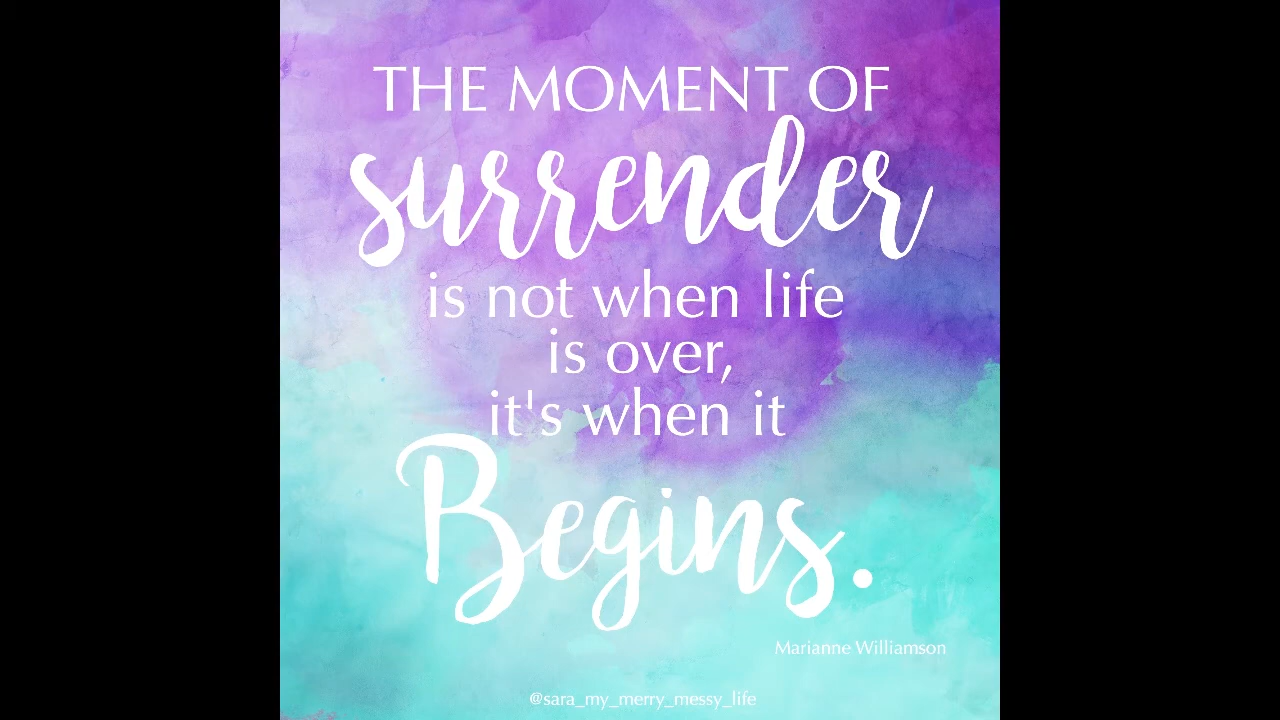 THE MOMENT OF
surrender
is not when life
is over,
it's when it
Begins.
Marianne Williamson
@sara_my_merry_messy_life